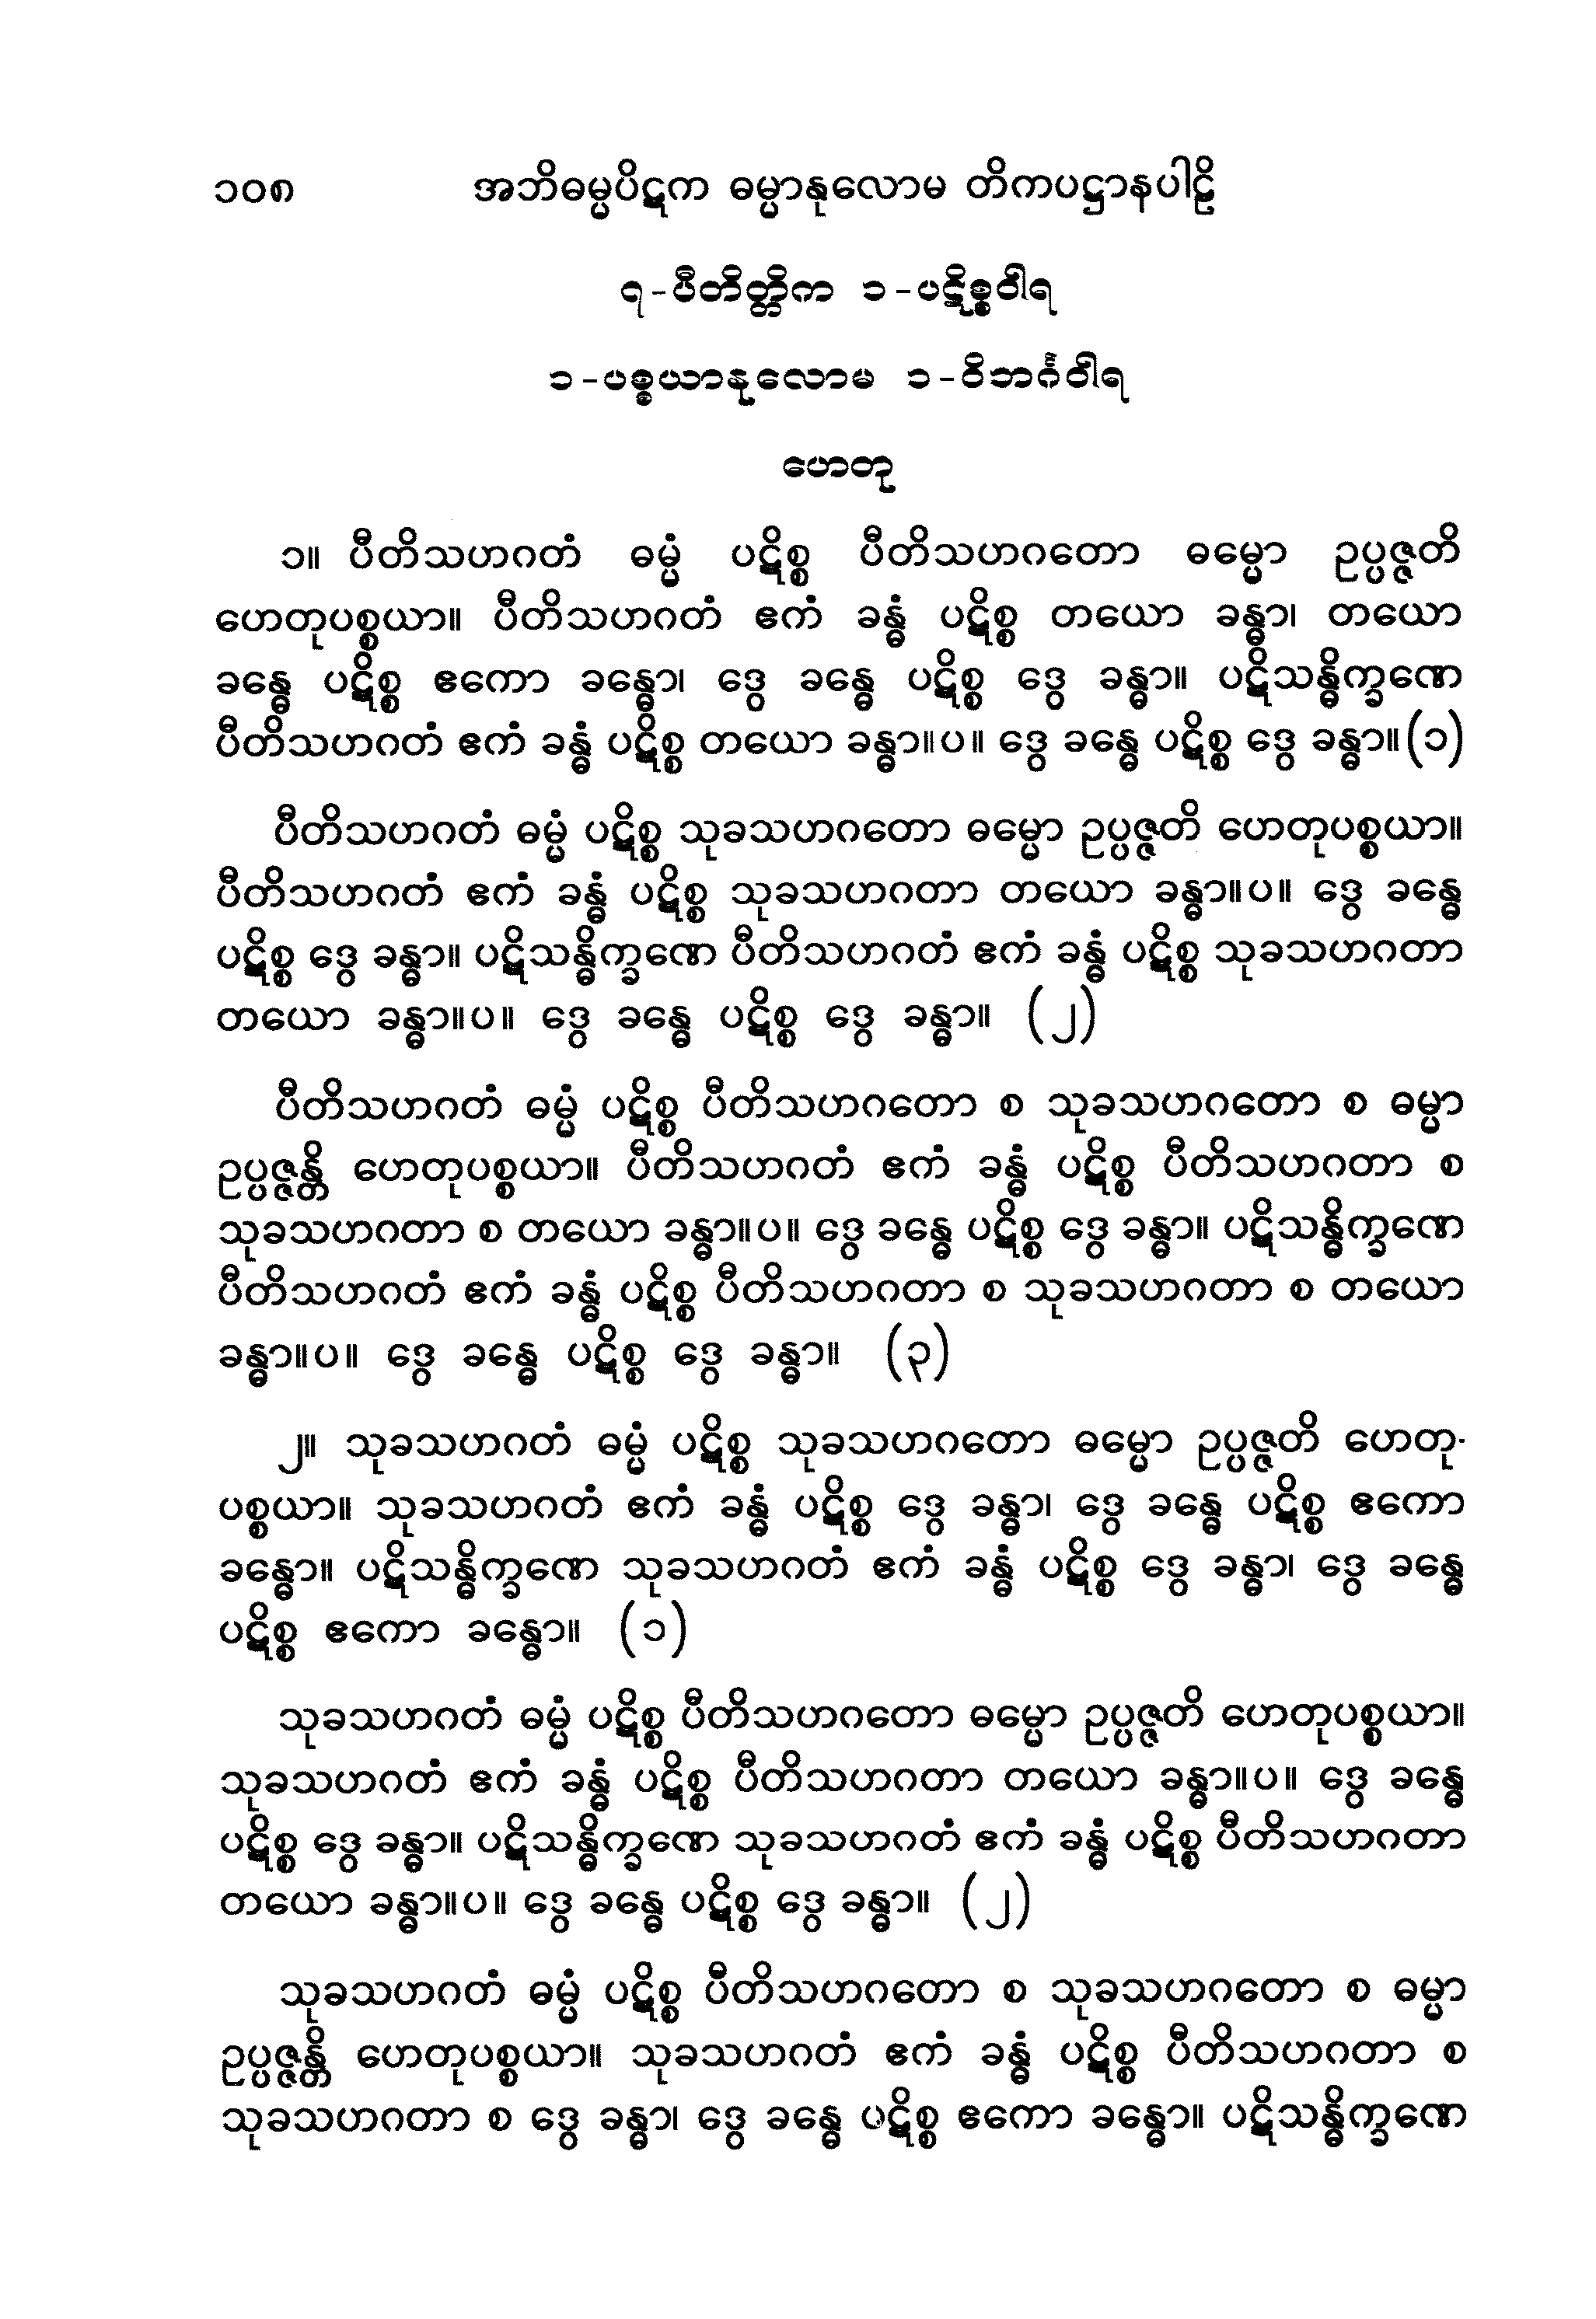 ၁၀၈ အဘိဓမ္မပိဋက ဓမ္မာနုလောမ တိကပဋ္ဌာနပါဠိ
၇-ပီတိတ္တိက ၁-ပဋိစ္စဝါရ
၁-ပစ္စယာနုလောမ ၁-ဝိဘင်္ဂဝါရ
ဟေတု
၁။ ပီတိသဟဂတံ ဓမ္မံ ပဋိစ္စ ပီတိသဟဂတော ဓမ္မော ဥပ္ပဇ္ဇတိ
ဟေတုပစ္စယာ။ ပီတိသဟဂတံ ဧကံ ခန္ဓံ ပဋိစ္စ တယော ခန္ဓာ၊ တယော
ခန္ဓေ ပဋိစ္စ ဧကော ခန္ဓော၊ ဒွေ ခန္ဓေ ပဋိစ္စ ဒွေ ခန္ဓာ။ ပဋိသန္ဓိက္ခဏေ
ပီတိသဟဂတံ ဧကံ ခန္ဓံ ပဋိစ္စ တယော ခန္ဓာ။ပ။ ဒွေ ခန္ဓေ ပဋိစ္စ ဒွေ ခန္ဓာ။(၁)
ပီတိသဟဂတံ ဓမ္မံ ပဋိစ္စ သုခသဟဂတော ဓမ္မော ဥပ္ပဇ္ဇတိ ဟေတုပစ္စယာ။
ပီတိသဟဂတံ ဧကံ ခန္ဓံ ပဋိစ္စ သုခသဟဂတာ တယော ခန္ဓာ။ပ။ ဒွေ ခန္ဓေ
ပဋိစ္စ ဒွေ ခန္ဓာ။ ပဋိသန္ဓိက္ခဏေ ပီတိသဟဂတံ ဧကံ ခန္ဓံ ပဋိစ္စ သုခသဟဂတာ
တယော ခန္ဓာ။ပ။ ဒွေ ခန္ဓေ ပဋိစ္စ ဒွေ ခန္ဓာ။ (၂)
ပီတိသဟဂတံ ဓမ္မံ ပဋိစ္စ ပီတိသဟဂတော စ သုခသဟဂတော စ ဓမ္မာ
ဥပ္ပဇ္ဇန္တိ ဟေတုပစ္စယာ။ ပီတိသဟဂတံ ဧကံ ခန္ဓံ ပဋိစ္စ ပီတိသဟဂတာ စ
သုခသဟဂတာ စ တယော ခန္ဓာ။ပ။ ဒွေ ခန္ဓေ ပဋိစ္စ ဒွေ ခန္ဓာ။ ပဋိသန္ဓိက္ခဏေ
ပီတိသဟဂတံ ဧကံ ခန္ဓံ ပဋိစ္စ ပီတိသဟဂတာ စ သုခသဟဂတာ စ တယော
ခန္ဓာ။ပ။ ဒွေ ခန္ဓေ ပဋိစ္စ ဒွေ ခန္ဓာ။ (၃)
၂။ သုခသဟဂတံ ဓမ္မံ ပဋိစ္စ သုခသဟဂတော ဓမ္မော ဥပ္ပဇ္ဇတိ ဟေတု-
ပစ္စယာ။ သုခသဟဂတံ ဧကံ ခန္ဓံ ပဋိစ္စ ဒွေ ခန္ဓာ၊ ဒွေ ခန္ဓေ ပဋိစ္စ ဧကော
ခန္ဓော။ ပဋိသန္ဓိက္ခဏေ သုခသဟဂတံ ဧကံ ခန္ဓံ ပဋိစ္စ ဒွေ ခန္ဓာ၊ ဒွေ ခန္ဓေ
ပဋိစ္စ ဧကော ခန္ဓော။ (၁)
သုခသဟဂတံ ဓမ္မံ ပဋိစ္စ ပီတိသဟဂတော ဓမ္မော ဥပ္ပဇ္ဇတိ ဟေတုပစ္စယာ။
သုခသဟဂတံ ဧကံ ခန္ဓံ ပဋိစ္စ ပီတိသဟဂတာ တယော ခန္ဓာ။ပ။ ဒွေ ခန္ဓေ
ပဋိစ္စ ဒွေ ခန္ဓာ။ ပဋိသန္ဓိက္ခဏေ သုခသဟဂတံ ဧကံ ခန္ဓံ ပဋိစ္စ ပီတိသဟဂတာ
တယော ခန္ဓာ။ပ။ ဒွေ ခန္ဓေ ပဋိစ္စ ဒွေ ခန္ဓာ။ (၂)
သုခသဟဂတံ ဓမ္မံ ပဋိစ္စ ပီတိသဟဂတော စ သုခသဟဂတော စ ဓမ္မာ
ဥပ္ပဇ္ဇန္တိ ဟေတုပစ္စယာ။ သုခသဟဂတံ ဧကံ ခန္ဓံ ပဋိစ္စ ပီတိသဟဂတာ စ
သုခသဟဂတာ စ ဒွေ ခန္ဓာ၊ ဒွေ ခန္ဓေ ပဋိစ္စ ဧကော ခန္ဓော။ ပဋိသန္ဓိက္ခဏေ